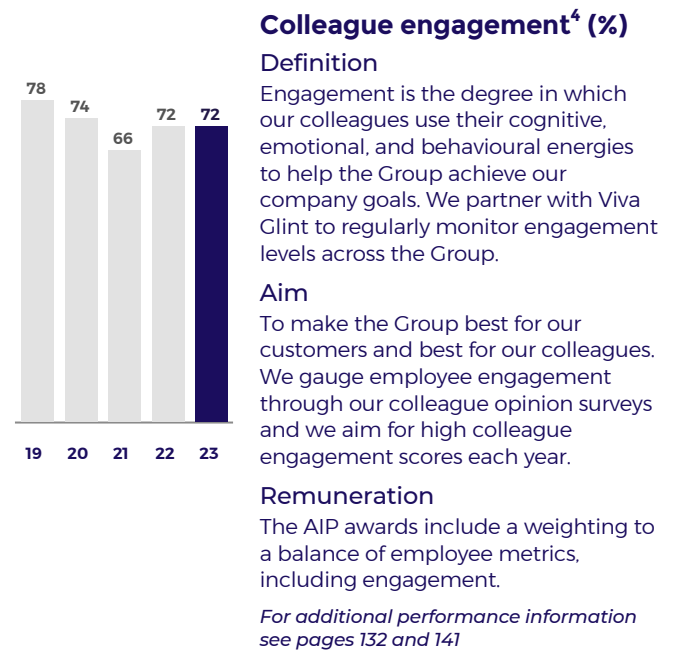 Colleague engagement4 (%)
Definition
Engagement is the degree in which
our colleagues use their cognitive,
emotional, and behavioural energies
to help the Group achieve our
company goals. We partner with Viva
Glint to regularly monitor engagement
levels across the Group.
Aim
To make the Group best for our
customers and best for our colleagues.
We gauge employee engagement
through our colleague opinion surveys
and we aim for high colleague
engagement scores each year.
Remuneration
The AIP awards include a weighting to
a balance of employee metrics,
including engagement.
For additional performance information
see pages 132 and 141
78
74
66
72
72
19 20 21 22 23